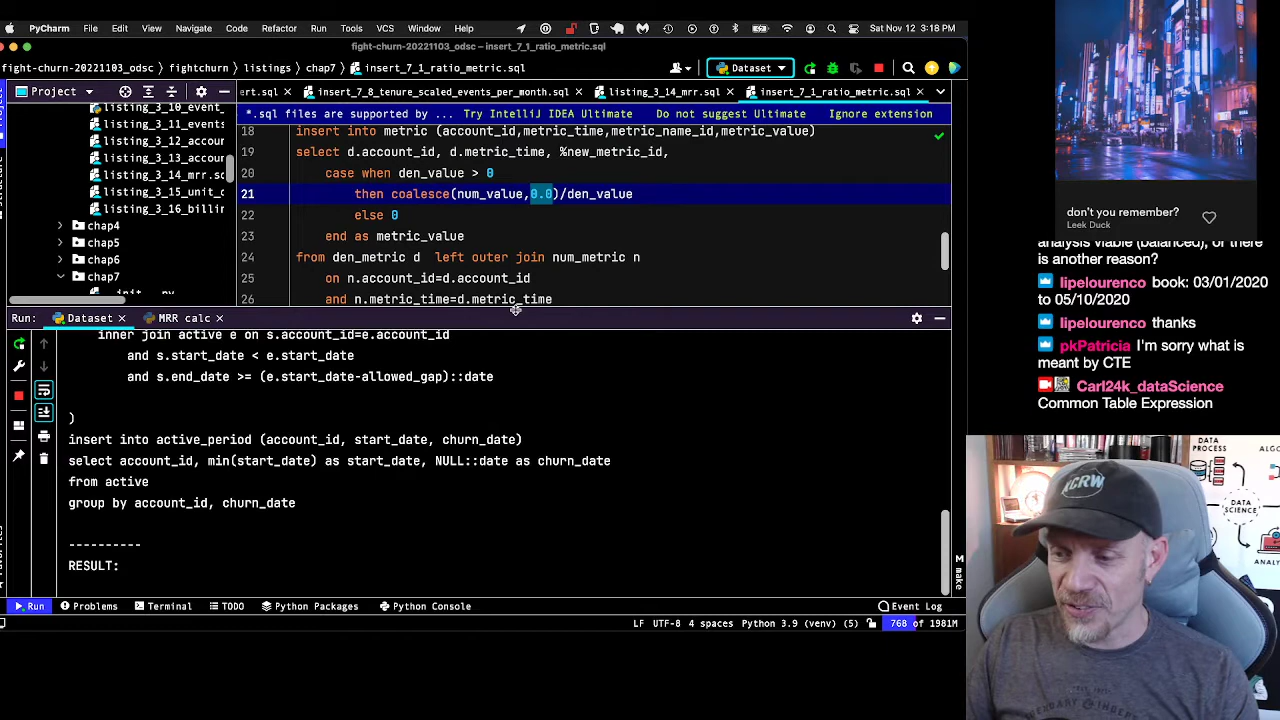 PyCharm File Edit View Navigate Code Refactor Run Tools VCS Window Help Sat Nov 12 3:18 PM
fight-churn-20221103_odsc – insert_7_1_ratio_metric.sql
fight-churn-20221103_odsc fightchurn listings chap7 insert_7_1_ratio_metric.sql Dataset
Project
ert.sql insert_7_8_tenure_scaled_events_per_month.sql listing_3_14_mrr.sql insert_7_1_ratio_metric.sql
*.sql files are supported by ... Try IntelliJ IDEA Ultimate Do not suggest Ultimate Ignore extension
listing_3_10_event_
listing_3_11_events
listing_3_12_accour
listing_3_13_accour
listing_3_14_mrr.sc
listing_3_15_unit_c
listing_3_16_billir
chap4
chap5
chap6
chap7
__init__.py
18 insert into metric (account_id,metric_time,metric_name_id,metric_value)
19 select d.account_id, d.metric_time, %new_metric_id,
20 case when den_value > 0
21 then coalesce(num_value,0.0)/den_value
22 else 0
23 end as metric_value
24 from den_metric d left outer join num_metric n
25 on n.account_id=d.account_id
26 and n.metric_time=d.metric_time
Run: Dataset MRR calc
inner join active e on s.account_id=e.account_id
and s.start_date < e.start_date
and s.end_date >= (e.start_date-allowed_gap)::date
)
insert into active_period (account_id, start_date, churn_date)
select account_id, min(start_date) as start_date, NULL::date as churn_date
from active
group by account_id, churn_date
----------
RESULT:
M make
Run Problems Terminal TODO Python Packages Python Console Event Log
LF UTF-8 4 spaces Python 3.9 (venv) (5) 768 of 1981M
don't you remember?
Leek Duck
analysis viable (balanced), or there
is another reason?
lipelourenco book: 03/01/2020
to 05/10/2020
lipelourenco thanks
pkPatricia I'm sorry what is
meant by CTE
Carl24k_dataScience
Common Table Expression
KCRW
DATA
PROCESS
DATA
SCIENCE